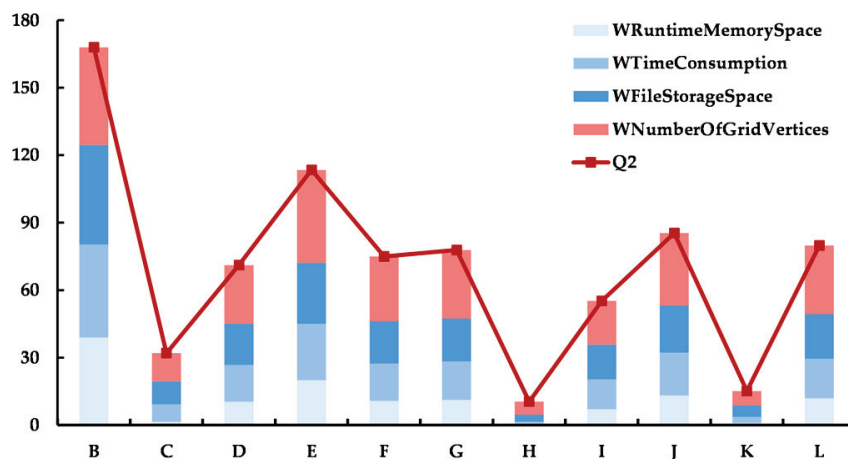 180
150
120
90
60
30
0
WRuntimeMemorySpace
WTimeConsumption
WFileStorageSpace
WNumberOfGridVertices
Q2
B C D E F G H I J K L